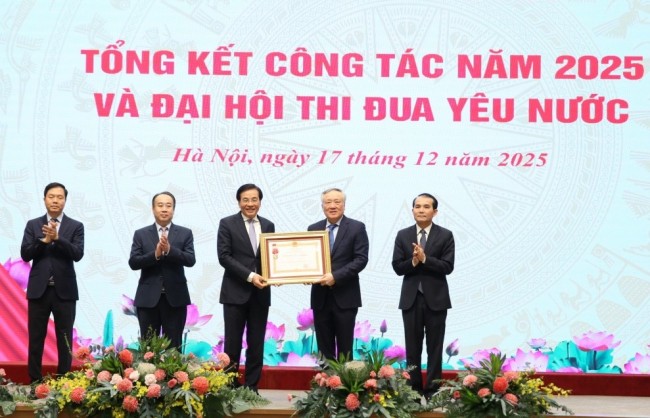 TỔNG KẾT CÔNG TÁC NĂM 2025
VÀ ĐẠI HỘI THI ĐUA YÊU NƯỚC
Hà Nội, ngày 17 tháng 12 năm 2025